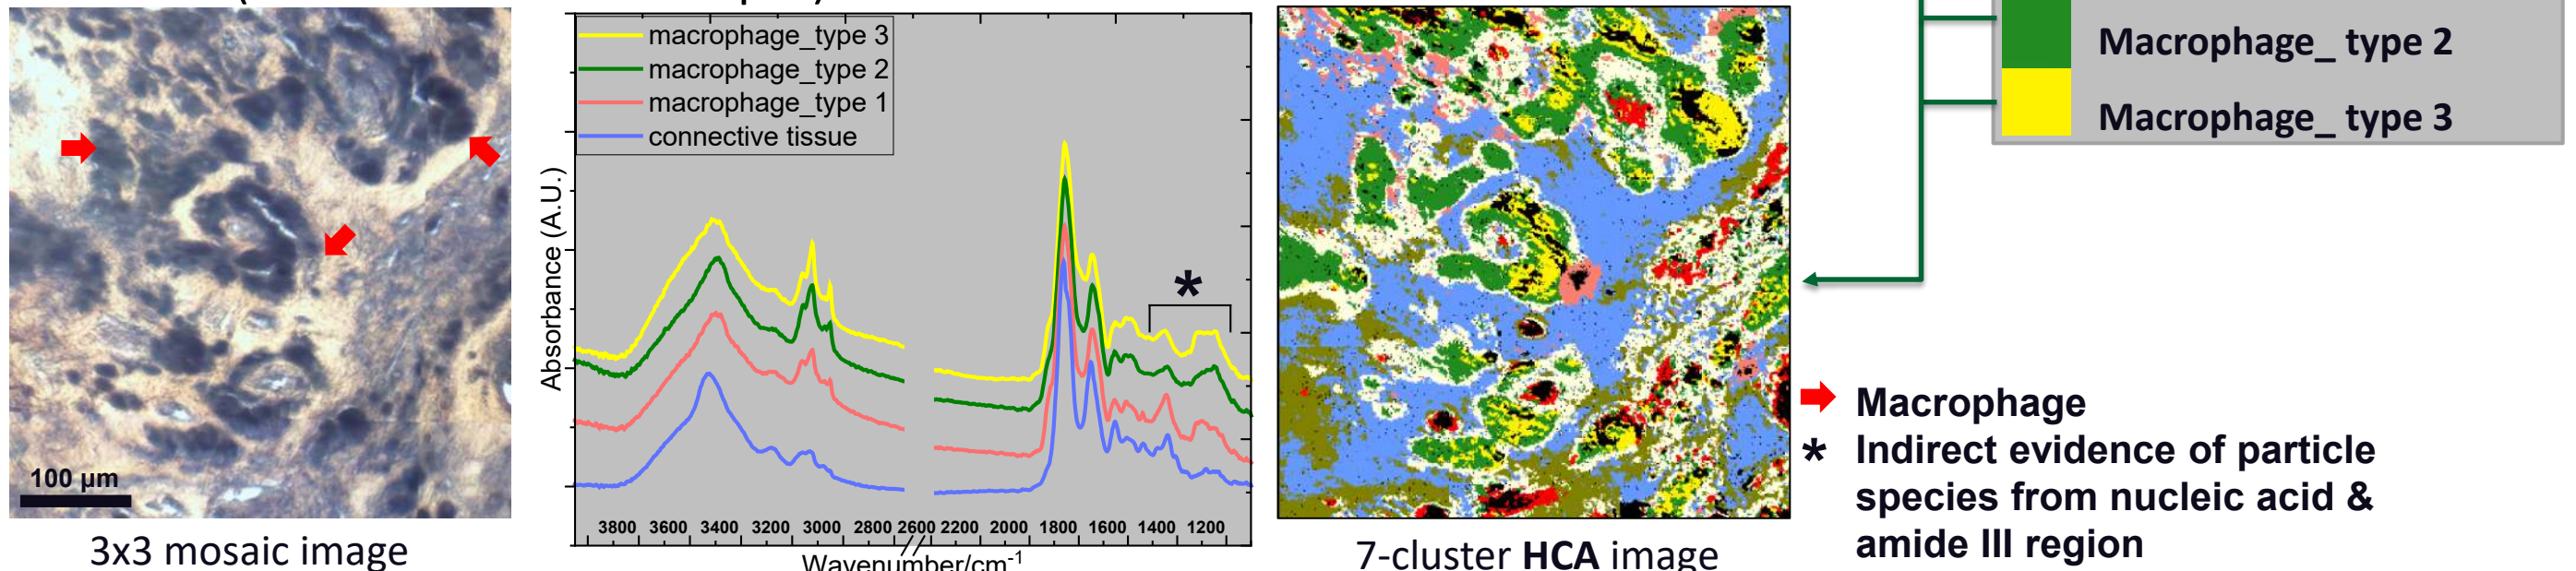 macrophage_type 3
macrophage_type 2
macrophage_type 1
connective tissue
Absorbance (A.U.)
3800 3600 3400 3200 3000 2800 2600 2200 2000 1800 1600 1400 1200
Wavenumber/cm-1
*
100 µm
3x3 mosaic image
7-cluster HCA image
Macrophage_ type 2
Macrophage_ type 3
Macrophage
* Indirect evidence of particle
species from nucleic acid &
amide III region